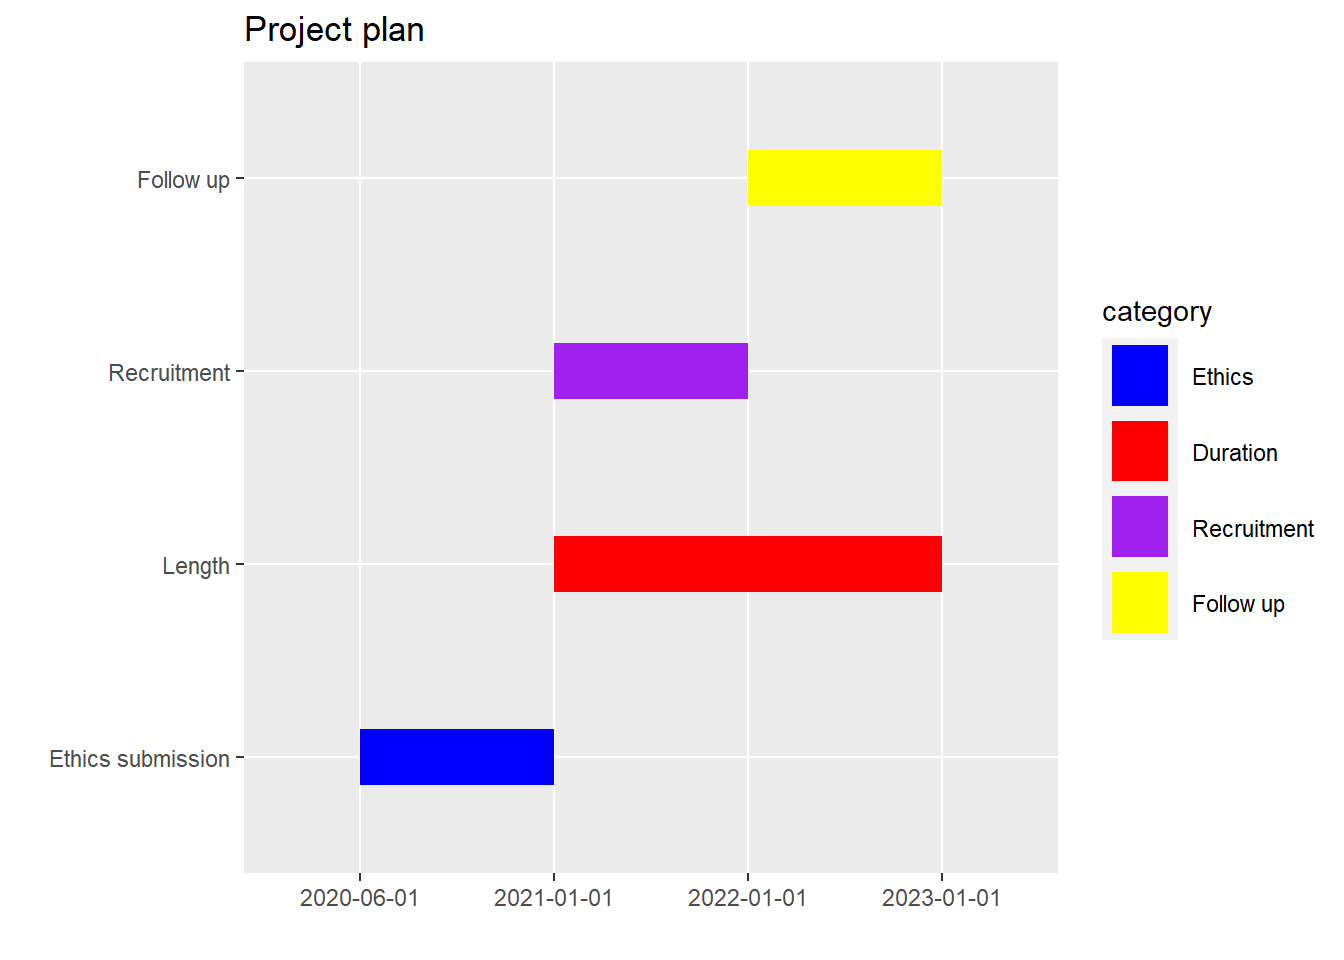 Project plan
Follow up
Recruitment
Length
Ethics submission
2020-06-01 2021-01-01 2022-01-01 2023-01-01
category
Ethics
Duration
Recruitment
Follow up